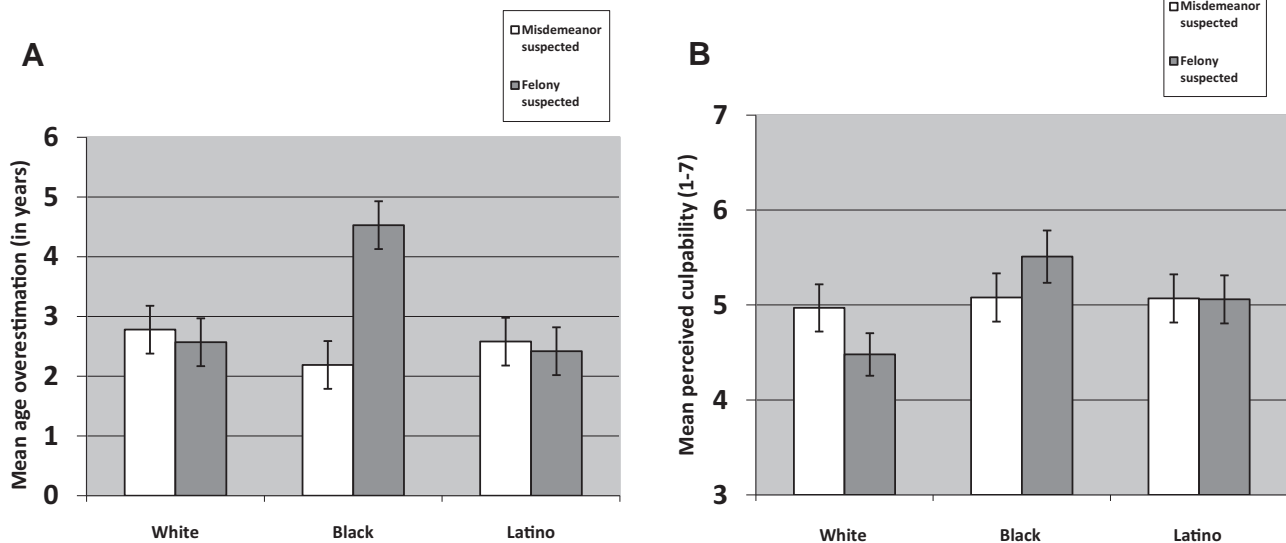 A
Misdemeanor
suspected
Felony
suspected
Mean age overestimation (in years)
6
5
4
3
2
1
0
White
Black
Latino
B
Misdemeanor
suspected
Felony
suspected
Mean perceived culpability (1-7)
7
6
5
4
3
White
Black
Latino